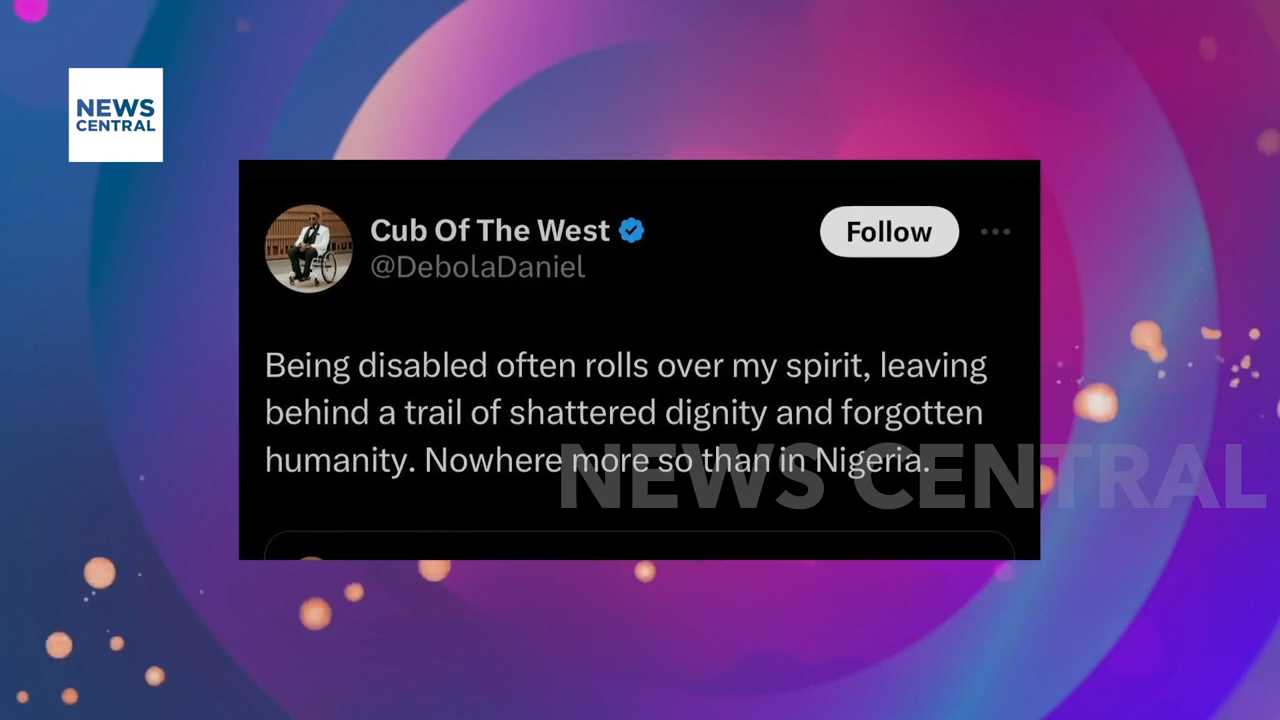 NEWS
CENTRAL
Cub Of The West
@DebolaDaniel
Follow
Being disabled often rolls over my spirit, leaving
behind a trail of shattered dignity and forgotten
humanity. Nowhere more so than in Nigeria.
NEWS CENTRAL